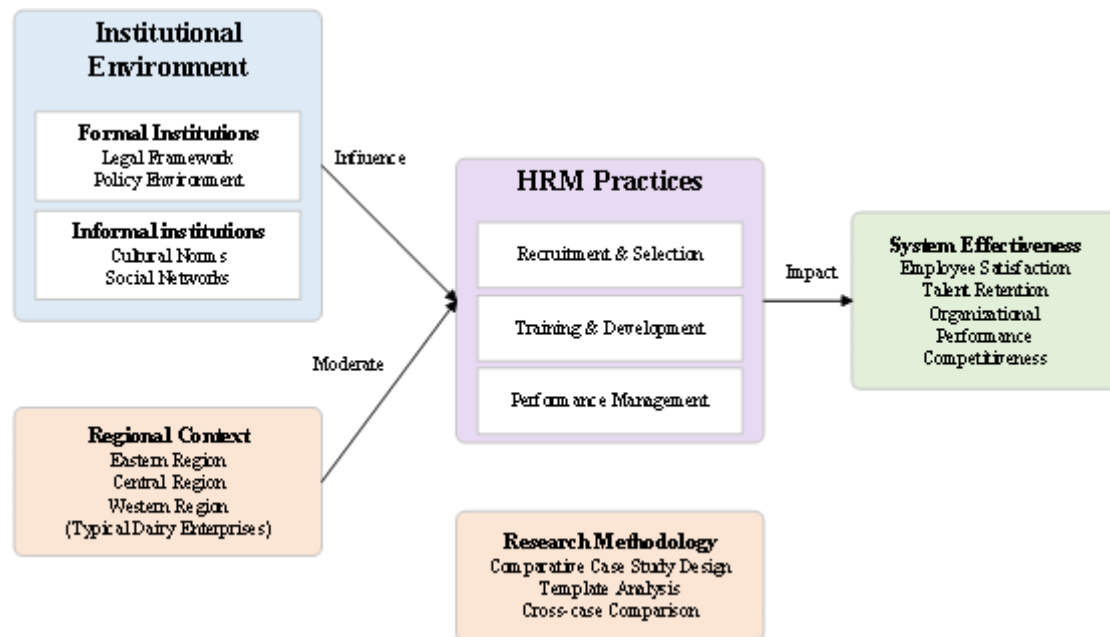 Institutional
Environment
Formal Institutions
Legal Framework
Policy Environment
Informal institutions
Cultural Norms
Social Networks
Influence
Moderate
Regional Context
Eastern Region
Central Region
Western Region
(Typical Dairy Enterprises)
HRM Practices
Recruitment & Selection
Training & Development
Performance Management
Impact
System Effectiveness
Employee Satisfaction
Talent Retention
Organizational
Performance
Competitiveness
Research Methodology
Comparative Case Study Design
Template Analysis
Cross-case Comparison